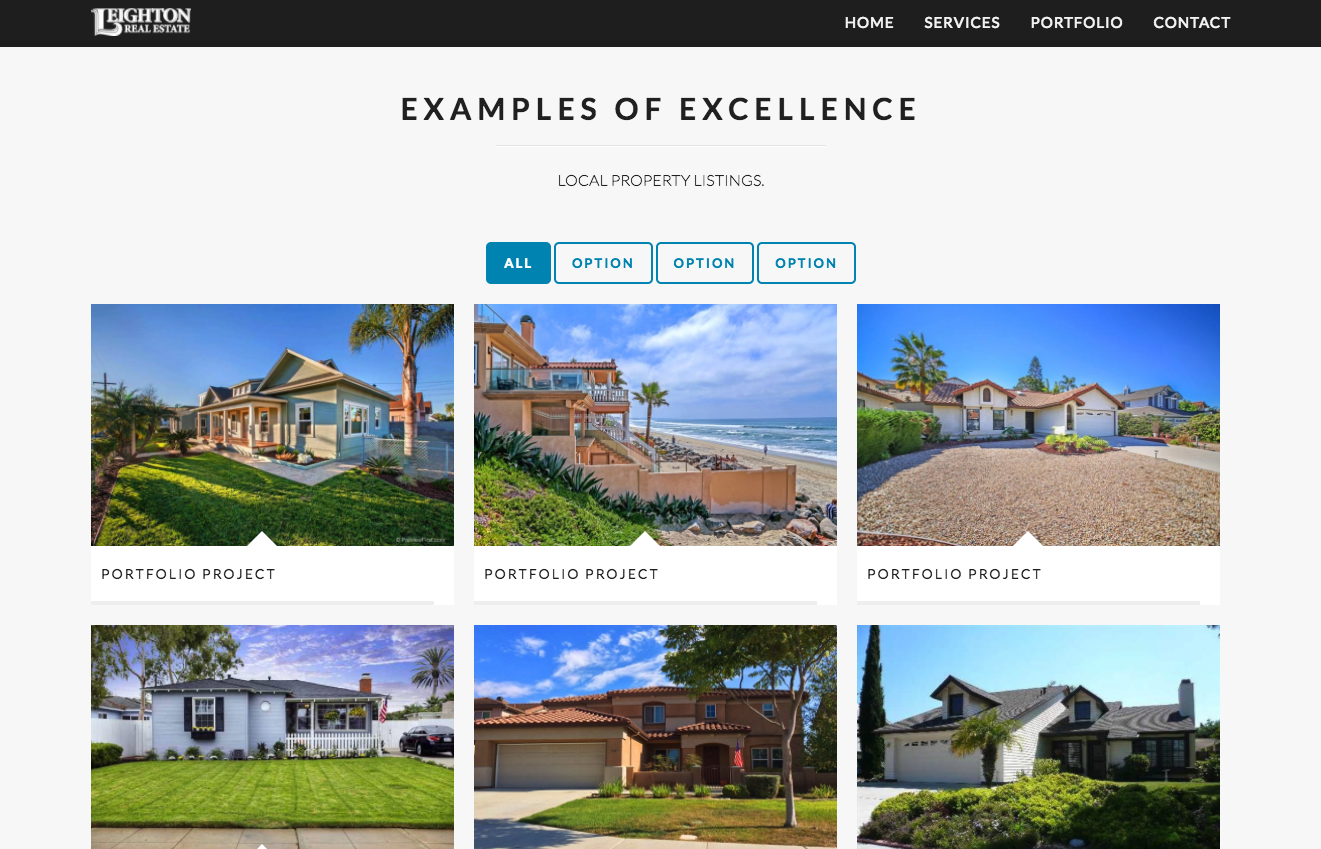 LEIGHTON
REAL ESTATE
HOME SERVICES PORTFOLIO CONTACT
EXAMPLES OF EXCELLENCE
LOCAL PROPERTY LISTINGS.
ALL OPTION OPTION OPTION
PORTFOLIO PROJECT PORTFOLIO PROJECT PORTFOLIO PROJECT